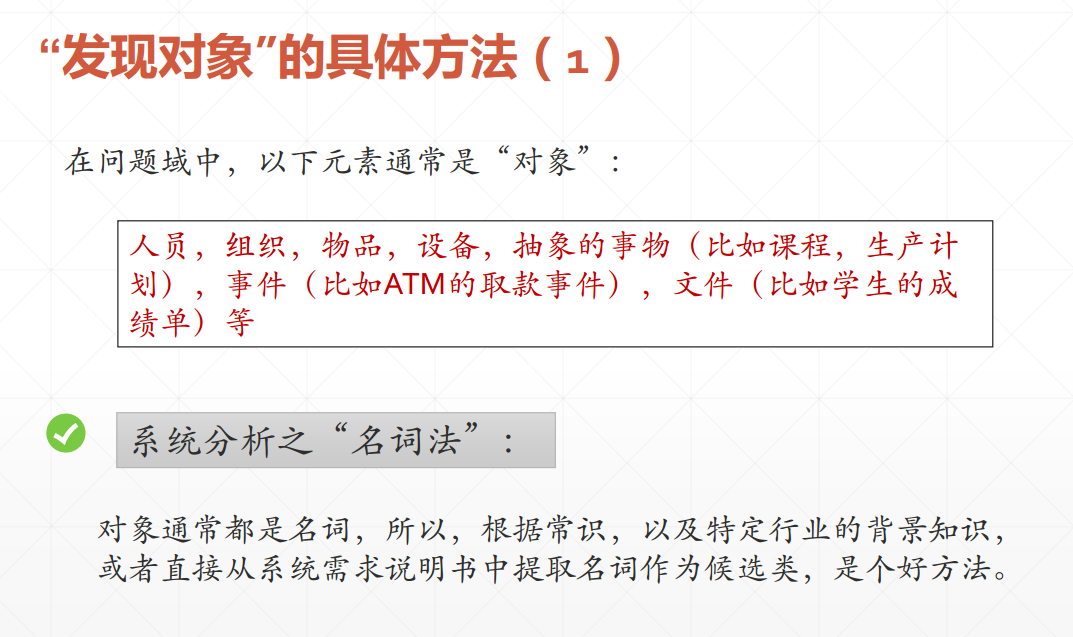 “发现对象”的具体方法（1）
在问题域中，以下元素通常是“对象”：
人员，组织，物品，设备，抽象的事物（比如课程，生产计
划），事件（比如ATM的取款事件），文件（比如学生的成
绩单）等
系统分析之“名词法”：
对象通常都是名词，所以，根据常识，以及特定行业的背景知识，
或者直接从系统需求说明书中提取名词作为候选类，是个好方法。